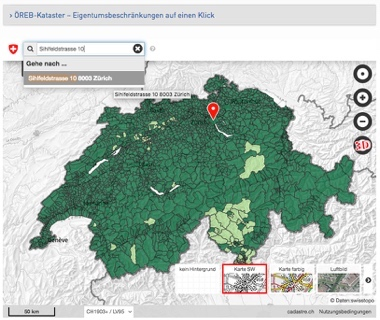 › ÖREB-Kataster – Eigentumsbeschränkungen auf einen Klick
Sihlfeldstrasse 10
Gehe nach ...
Sihlfeldstrasse 10 8003 Zürich
Sihlfeldstrasse 10 8003 Zürich
Genève
3D
kein Hintergrund
Karte SW
Karte farbig
Luftbild
© Daten:swisstopo
50 km
CH1903+ / LV95
cadastre.ch
Nutzungsbedingungen